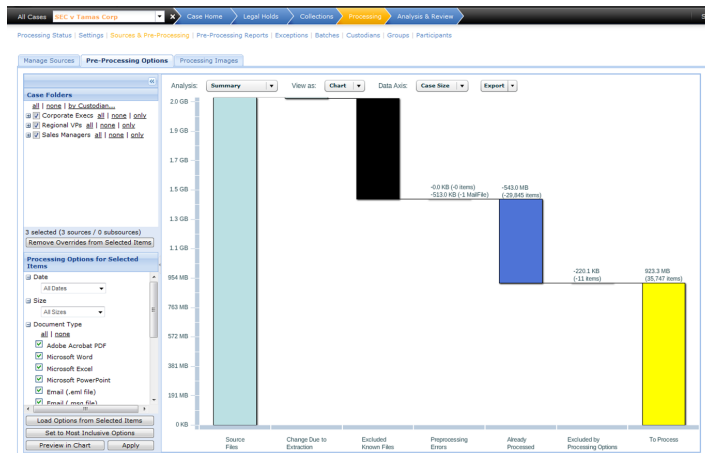 All Cases SEC v Tamas Corp Case Home Legal Holds Collections Processing Analysis & Review S
Processing Status | Settings | Sources & Pre-Processing | Pre-Processing Reports | Exceptions | Batches | Custodians | Groups | Participants
Manage Sources Pre-Processing Options Processing Images
Analysis: Summary View as: Chart Data Axis: Case Size Export
Case Folders
all | none | by Custodian...
Corporate Execs all | none | only
Regional VPs all | none | only
Sales Managers all | none | only
3 selected (3 sources / 0 subsources)
Remove Overrides from Selected Items
Processing Options for Selected
Items
Date
All Dates
Size
All Sizes
Document Type
all | none
Adobe Acrobat PDF
Microsoft Word
Microsoft Excel
Microsoft PowerPoint
Email (.eml file)
Email (.msg file)
Load Options from Selected Items
Set to Most Inclusive Options
Preview in Chart Apply
2.0 GB
1.9 GB
1.7 GB
1.5 GB
1.3 GB
1.1 GB
954 MB
763 MB
572 MB
381 MB
191 MB
0 KB
-0.0 KB (-0 items)
-513.0 KB (-1 MailFile)
-543.0 MB
(-29,845 items)
-220.1 KB
(-11 items)
923.3 MB
(35,747 items)
Source
Files
Change Due to
Extraction
Excluded
Known Files
Preprocessing
Errors
Already
Processed
Excluded by
Processing Options
To Process